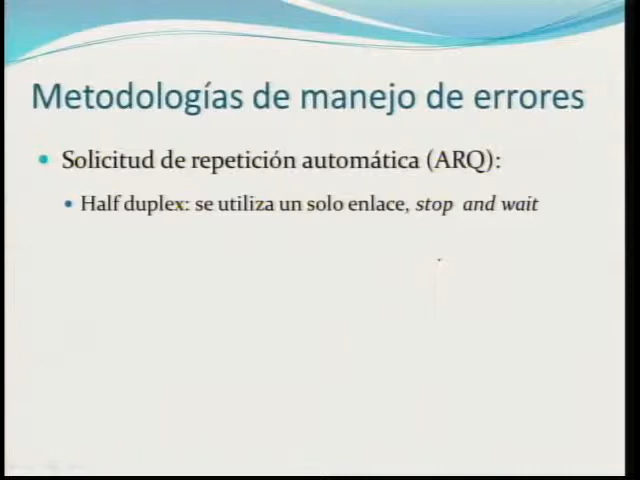 Metodologías de manejo de errores
Solicitud de repetición automática (ARQ):
Half duplex: se utiliza un solo enlace, stop and wait